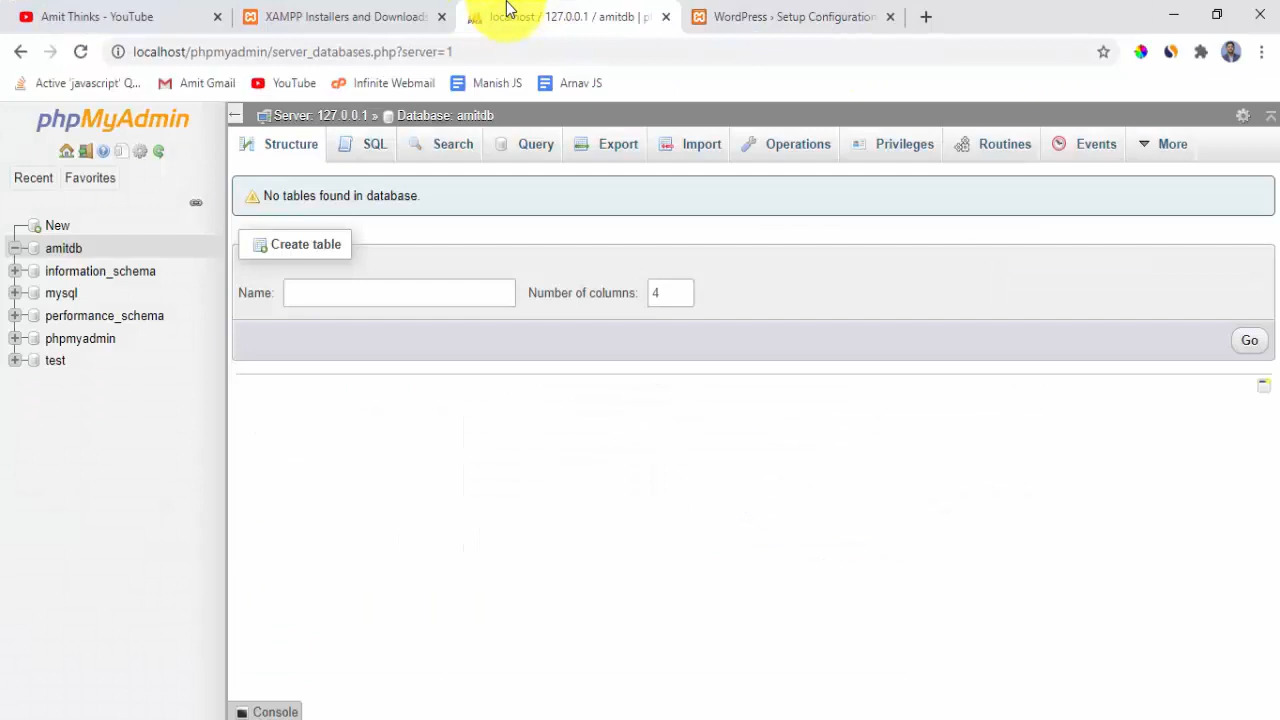 Amit Thinks - YouTube
XAMPP Installers and Downloads
localhost / 127.0.0.1 / amitdb | p
WordPress › Setup Configuration
localhost/phpmyadmin/server_databases.php?server=1
Active 'javascript' Q...
Amit Gmail
YouTube
Infinite Webmail
Manish JS
Arnav JS
phpMyAdmin
Server: 127.0.0.1 » Database: amitdb
Structure
SQL
Search
Query
Export
Import
Operations
Privileges
Routines
Events
More
Recent
Favorites
No tables found in database.
New
amitdb
information_schema
mysql
performance_schema
phpmyadmin
test
Create table
Name:
Number of columns: 4
Go
Console